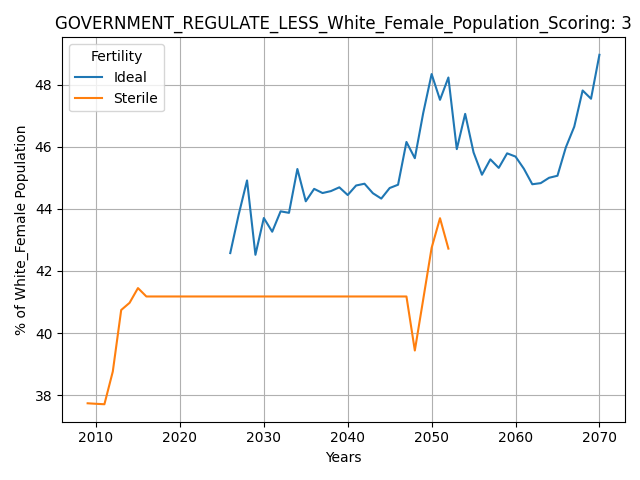 GOVERNMENT_REGULATE_LESS_White_Female_Population_Scoring: 3
Fertility
Ideal
Sterile
% of White_Female Population
48
46
44
42
40
38
2010 2020 2030 2040 2050 2060 2070
Years